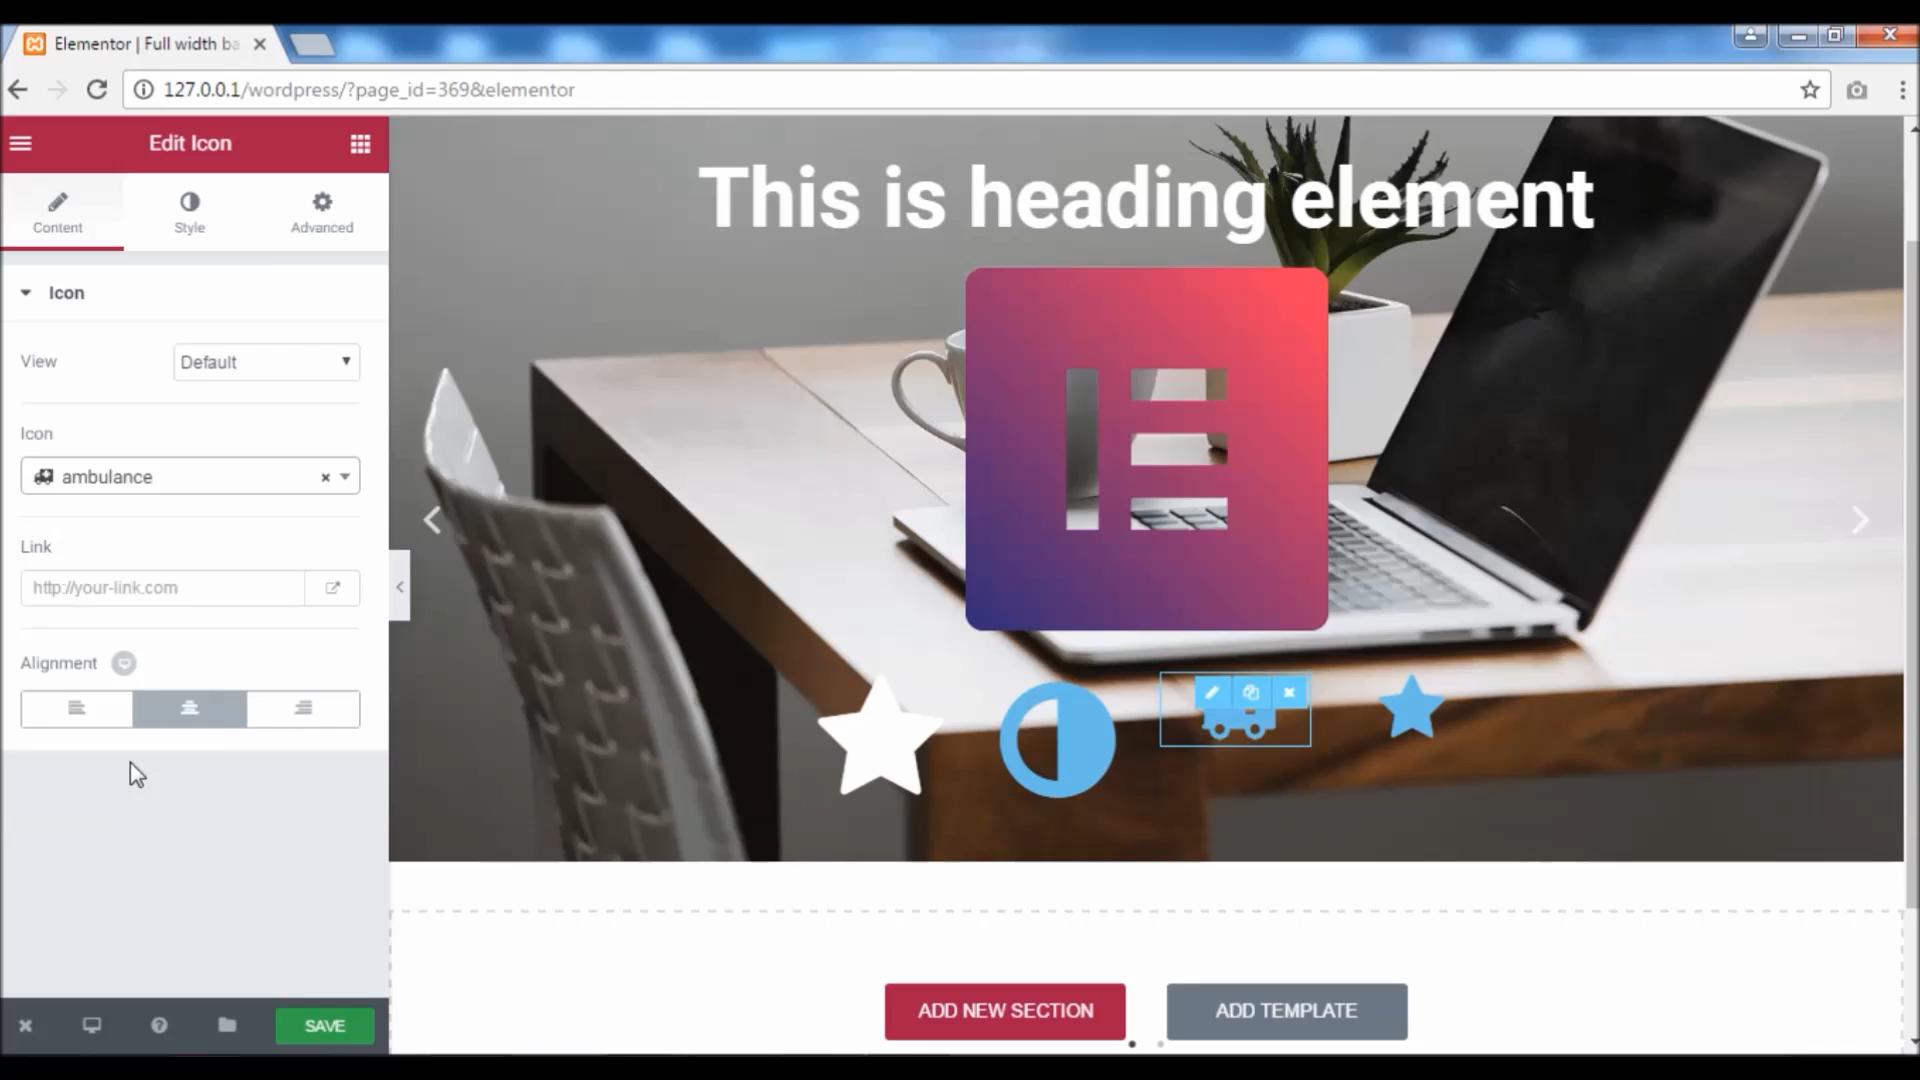 Elementor | Full width ba
127.0.0.1/wordpress/?page_id=369&elementor
Edit Icon
Content
Style
Advanced
Icon
View
Default
Icon
ambulance
Link
http://your-link.com
Alignment
SAVE
This is heading element
ADD NEW SECTION
ADD TEMPLATE